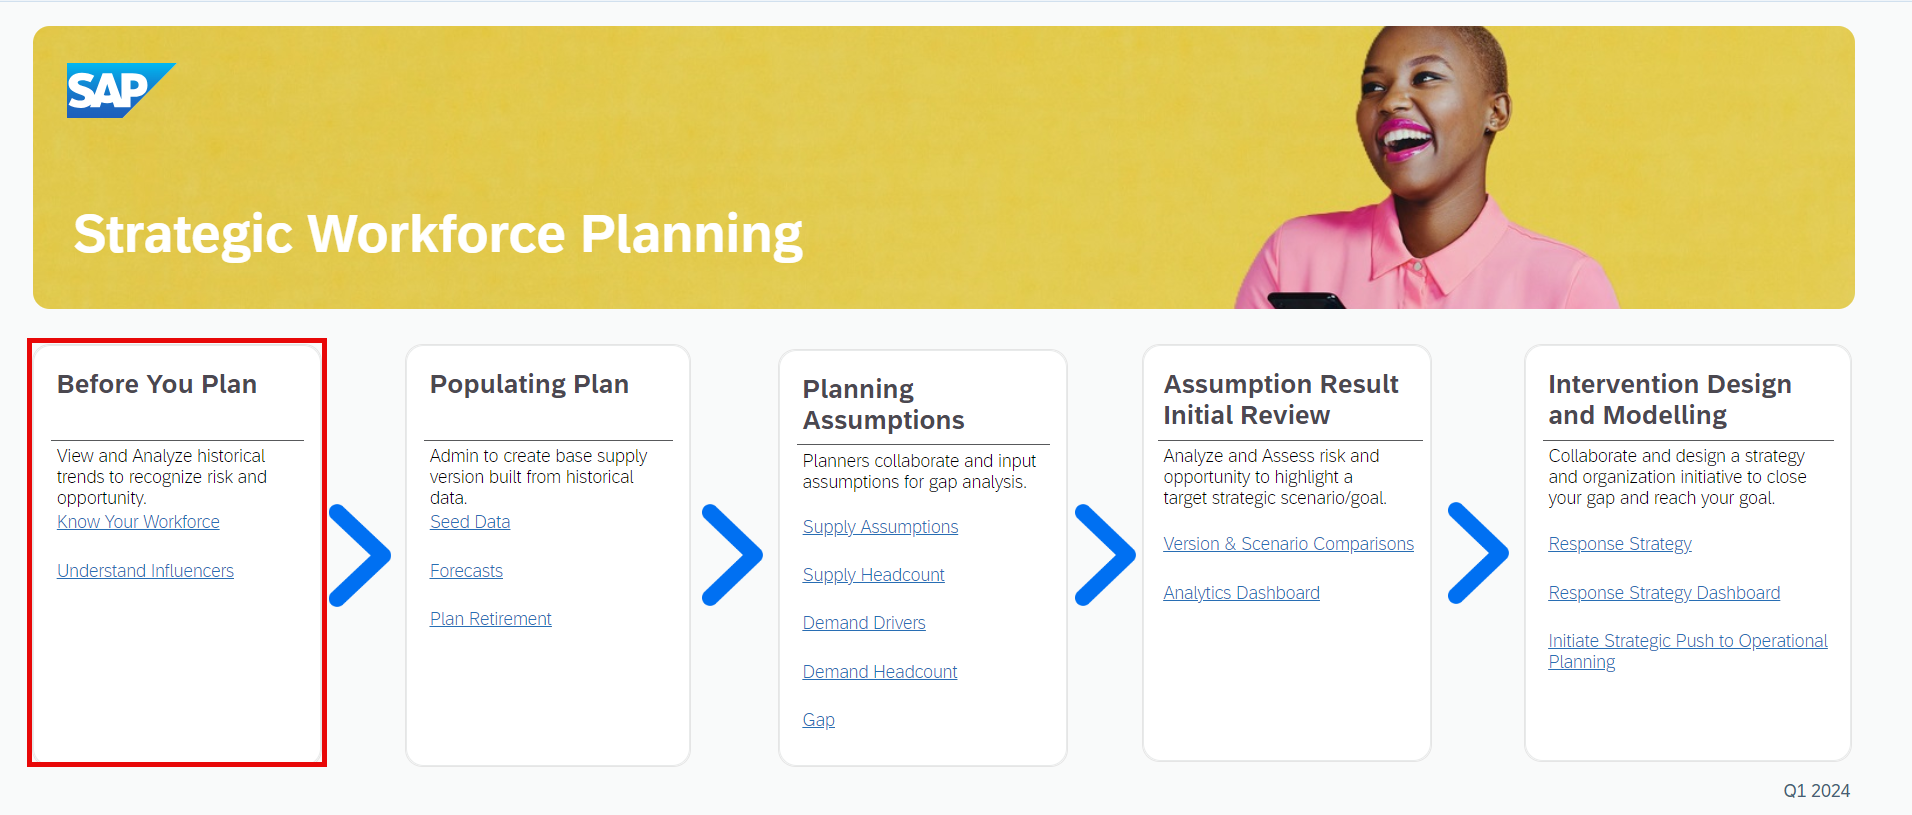 SAP
Strategic Workforce Planning
Before You Plan
View and Analyze historical
trends to recognize risk and
opportunity.
Know Your Workforce
Understand Influencers
Populating Plan
Admin to create base supply
version built from historical
data.
Seed Data
Forecasts
Plan Retirement
Planning
Assumptions
Planners collaborate and input
assumptions for gap analysis.
Supply Assumptions
Supply Headcount
Demand Drivers
Demand Headcount
Gap
Assumption Result
Initial Review
Analyze and Assess risk and
opportunity to highlight a
target strategic scenario/goal.
Version & Scenario Comparisons
Analytics Dashboard
Intervention Design
and Modelling
Collaborate and design a strategy
and organization initiative to close
your gap and reach your goal.
Response Strategy
Response Strategy Dashboard
Initiate Strategic Push to Operational
Planning
Q1 2024